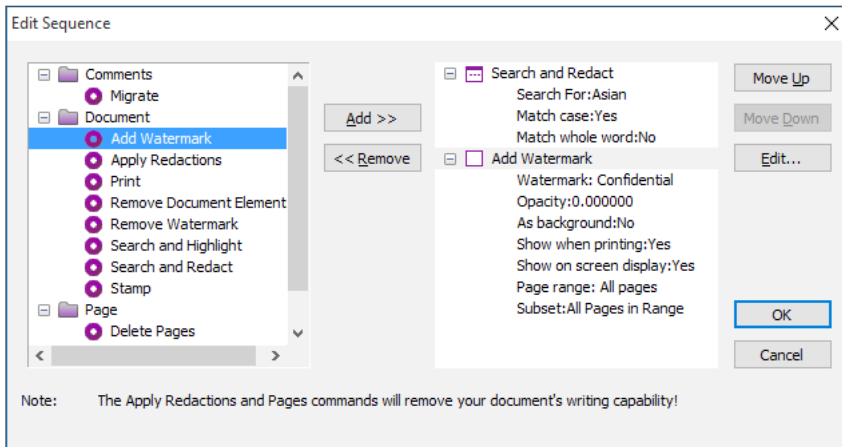 Edit Sequence
Comments
Migrate
Document
Add Watermark
Apply Redactions
Print
Remove Document Element
Remove Watermark
Search and Highlight
Search and Redact
Stamp
Page
Delete Pages
Add >>
<< Remove
Search and Redact
Search For:Asian
Match case:Yes
Match whole word:No
Add Watermark
Watermark: Confidential
Opacity:0.000000
As background:No
Show when printing:Yes
Show on screen display:Yes
Page range: All pages
Subset:All Pages in Range
Move Up
Move Down
Edit...
OK
Cancel
Note: The Apply Redactions and Pages commands will remove your document's writing capability!